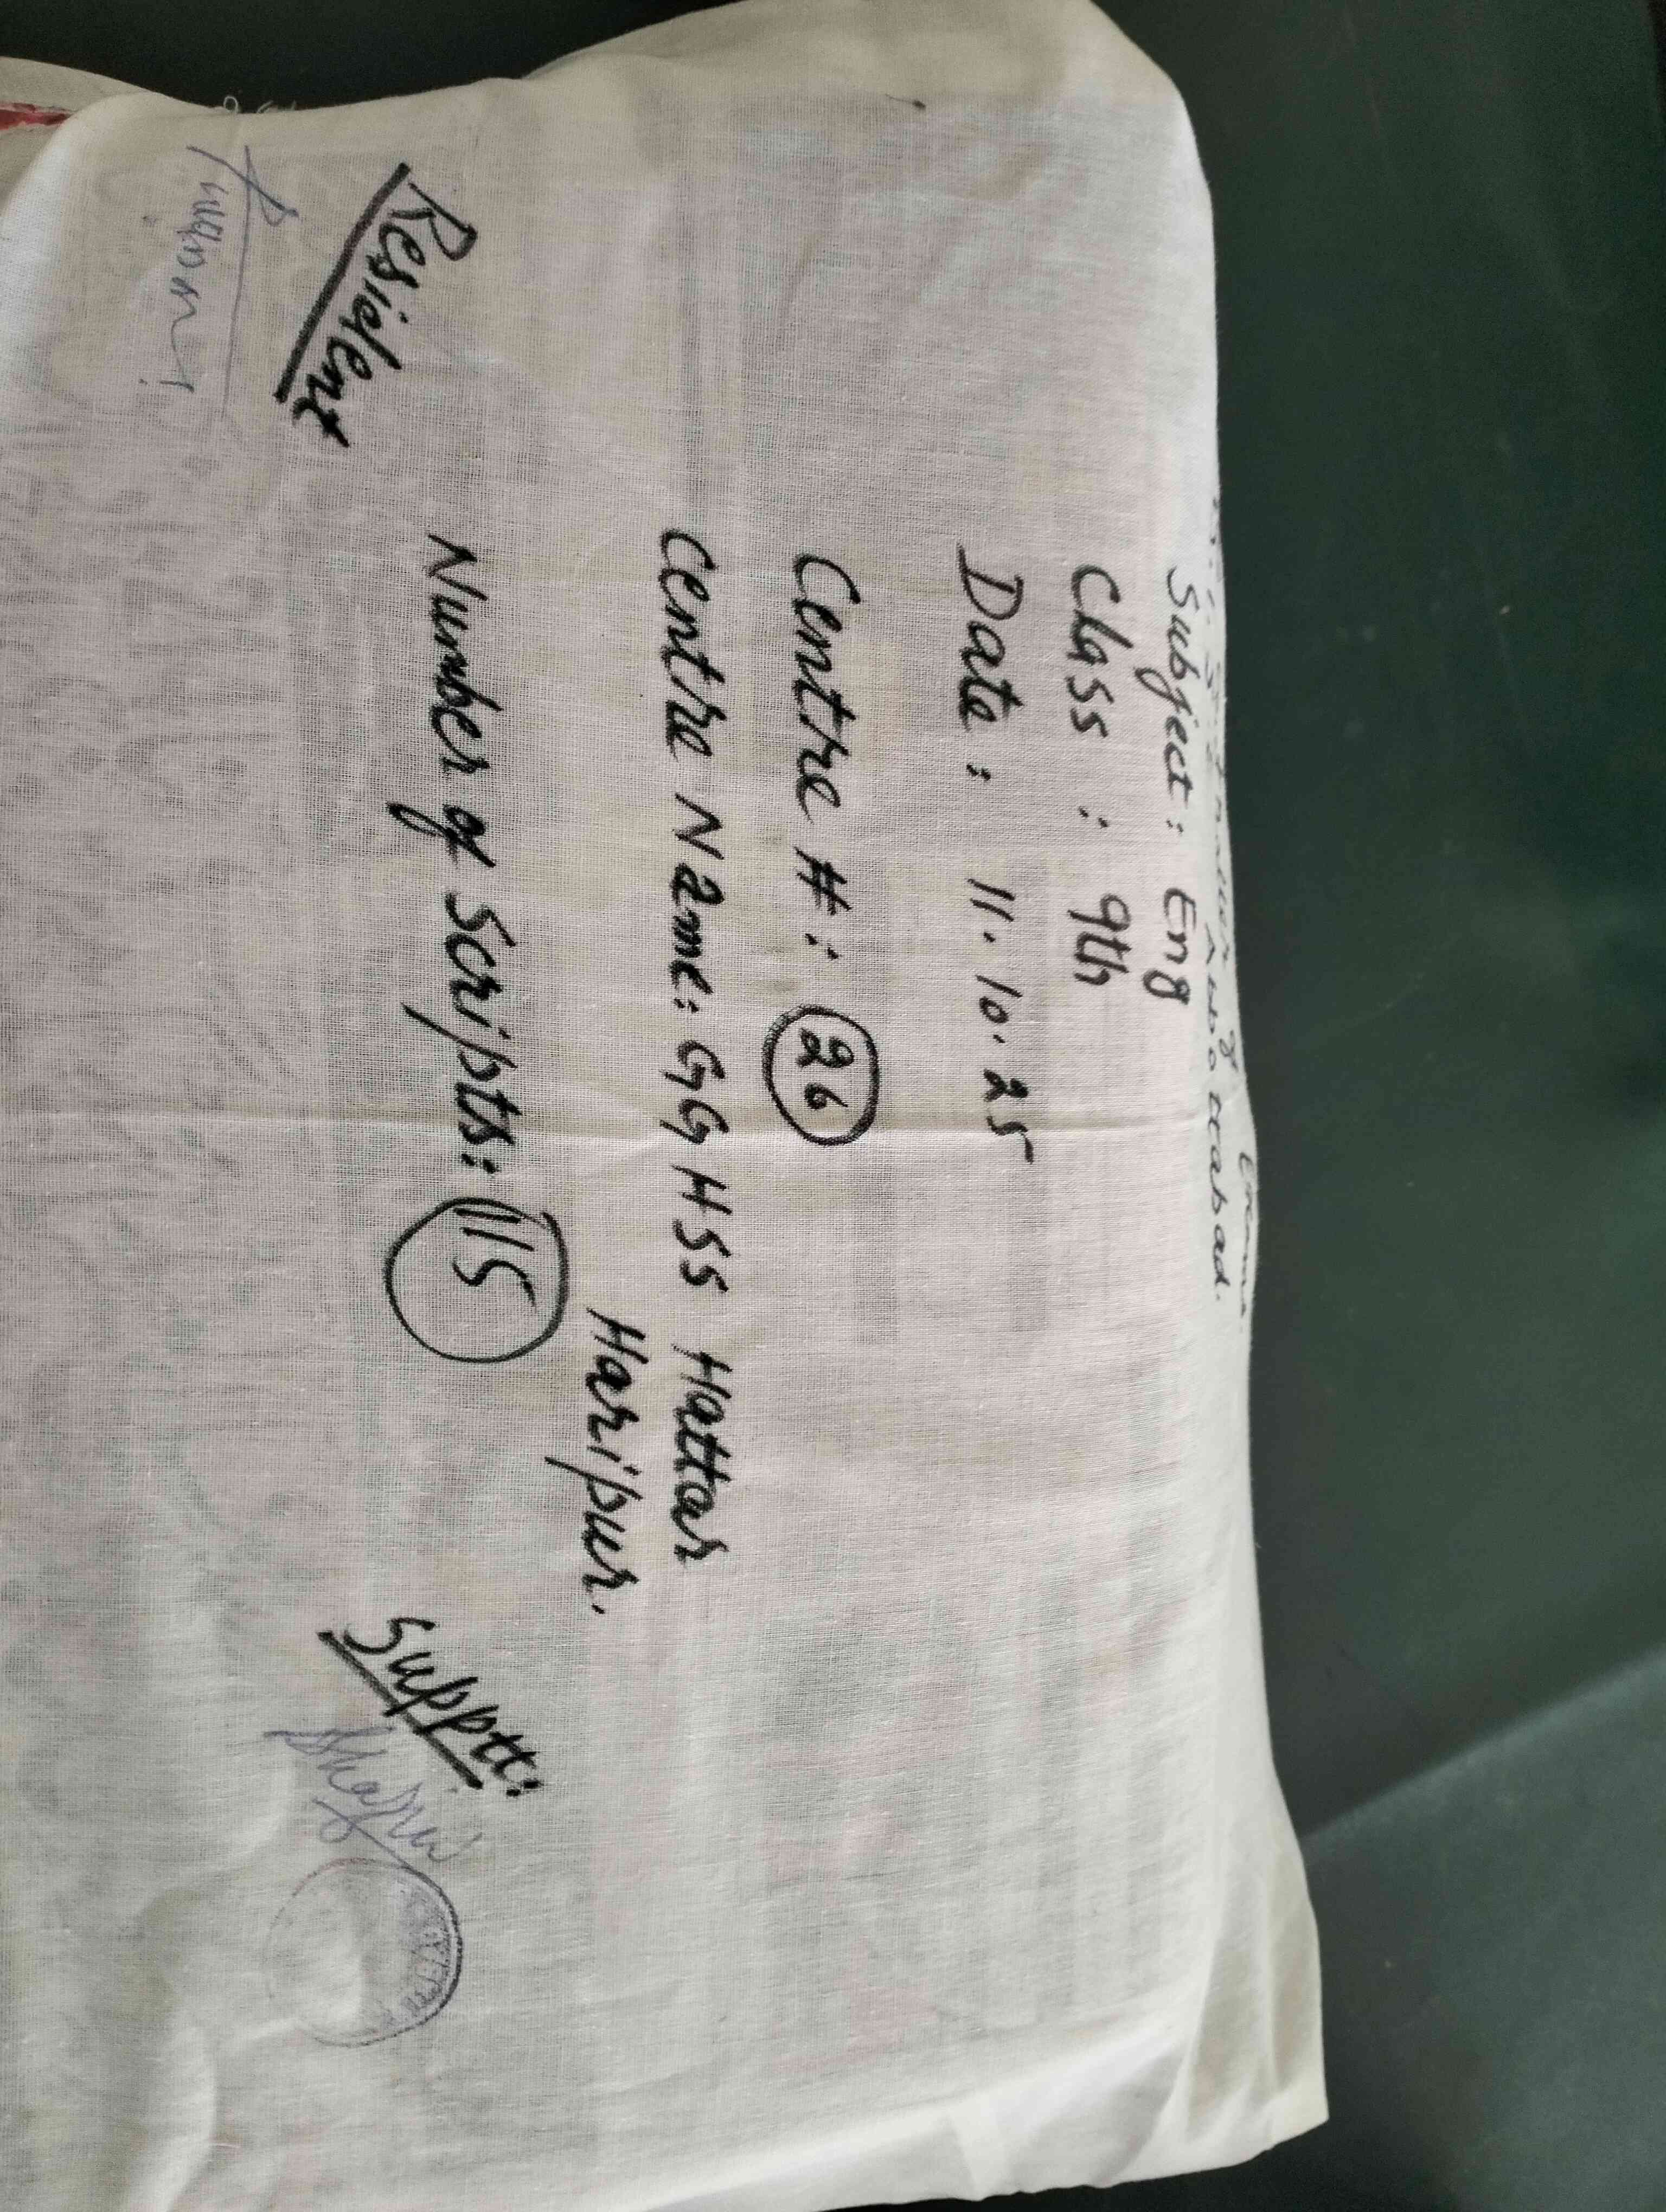 Abbottabad.
Subject: Eng
Class: 9th
Date: 11.10.25
Centre #: 26
Centre Name: GGHSS Hattar
Haripur.
Number of Scripts: 115
Resident
Supptt: